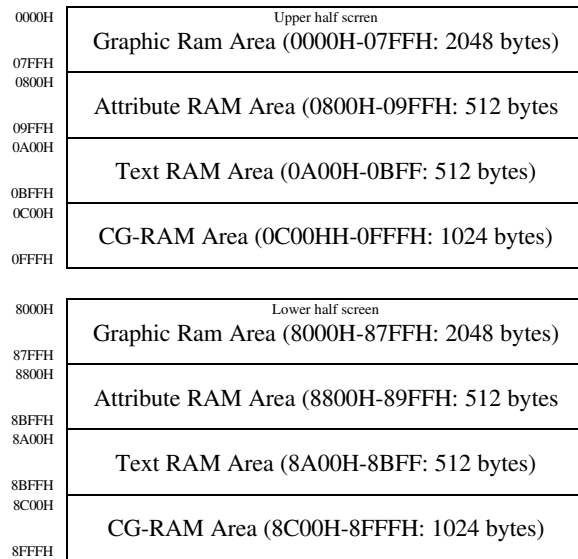 0000H
Upper half scrren
Graphic Ram Area (0000H-07FFH: 2048 bytes)
07FFH
0800H
Attribute RAM Area (0800H-09FFH: 512 bytes
09FFH
0A00H
Text RAM Area (0A00H-0BFF: 512 bytes)
0BFFH
0C00H
CG-RAM Area (0C00HH-0FFFH: 1024 bytes)
0FFFH
8000H
Lower half screen
Graphic Ram Area (8000H-87FFH: 2048 bytes)
87FFH
8800H
Attribute RAM Area (8800H-89FFH: 512 bytes
8BFFH
8A00H
Text RAM Area (8A00H-8BFF: 512 bytes)
8BFFH
8C00H
CG-RAM Area (8C00H-8FFFH: 1024 bytes)
8FFFH